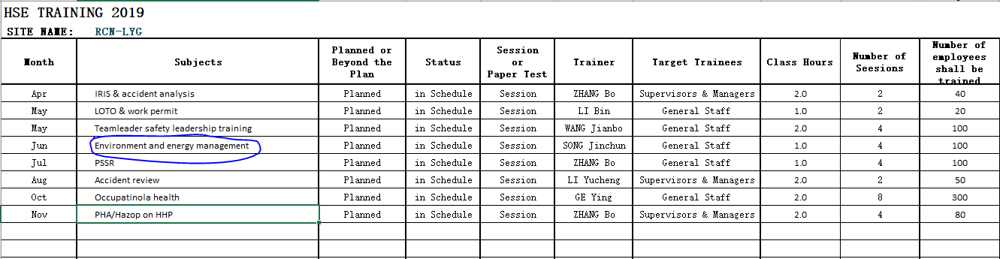 HSE TRAINING 2019
SITE NAME: RCN-LYG
Month Subjects Planned or Beyond the Plan Status Session or Paper Test Trainer Target Trainees Class Hours Number of Seesions Number of employees shall be trained
Apr IRIS & accident analysis Planned in Schedule Session ZHANG Bo Supervisors & Managers 2.0 2 40
May LOTO & work permit Planned in Schedule Session LI Bin General Staff 1.0 2 20
May Teamleader safety leadership training Planned in Schedule Session WANG Jianbo General Staff 2.0 4 100
Jun Environment and energy management Planned in Schedule Session SONG Jinchun General Staff 1.0 4 100
Jul PSSR Planned in Schedule Session ZHANG Bo General Staff 1.0 4 100
Aug Accident review Planned in Schedule Session LI Yucheng Supervisors & Managers 2.0 2 50
Oct Occupatinola health Planned in Schedule Session GE Ying General Staff 2.0 8 300
Nov PHA/Hazop on HHP Planned in Schedule Session ZHANG Bo Supervisors & Managers 2.0 4 80